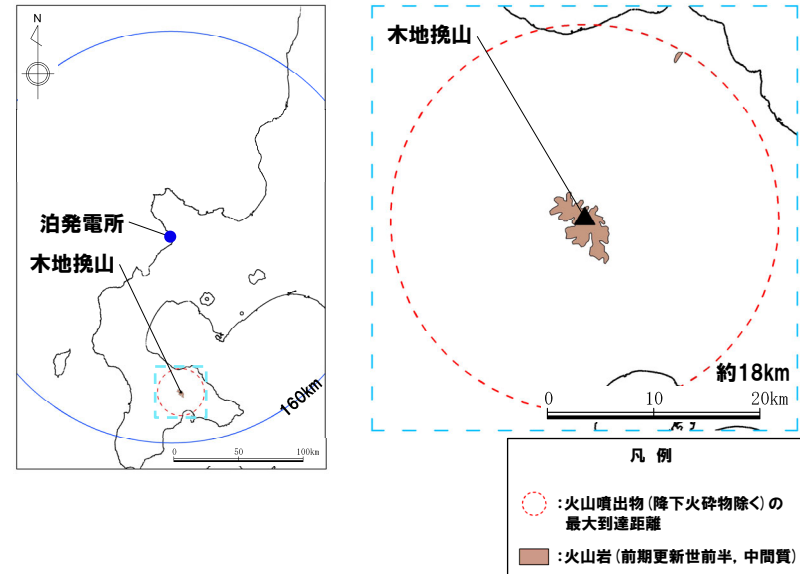 N
泊発電所
木地挽山
160km
0 50 100km
木地挽山
約18km
0 10 20km
凡 例
:火山噴出物(降下火砕物除く)の
最大到達距離
:火山岩(前期更新世前半，中間質)